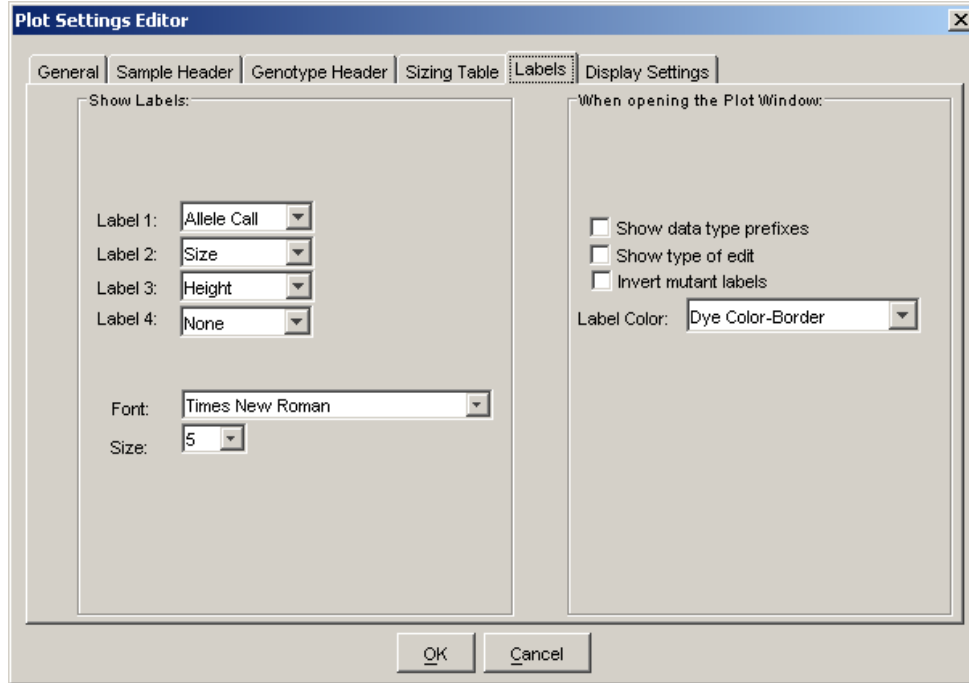 Plot Settings Editor
General Sample Header Genotype Header Sizing Table Labels Display Settings
Show Labels:
Label 1: Allele Call
Label 2: Size
Label 3: Height
Label 4: None
Font: Times New Roman
Size: 5
When opening the Plot Window:
Show data type prefixes
Show type of edit
Invert mutant labels
Label Color: Dye Color-Border
OK Cancel